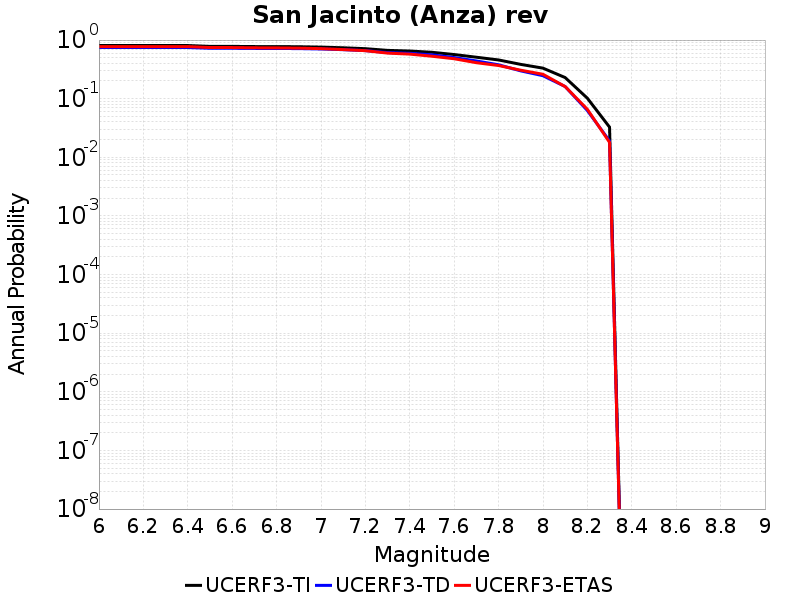 San Jacinto (Anza) rev
Annual Probability
10^0
10^-1
10^-2
10^-3
10^-4
10^-5
10^-6
10^-7
10^-8
6 6.2 6.4 6.6 6.8 7 7.2 7.4 7.6 7.8 8 8.2 8.4 8.6 8.8 9
Magnitude
UCERF3-TI UCERF3-TD UCERF3-ETAS